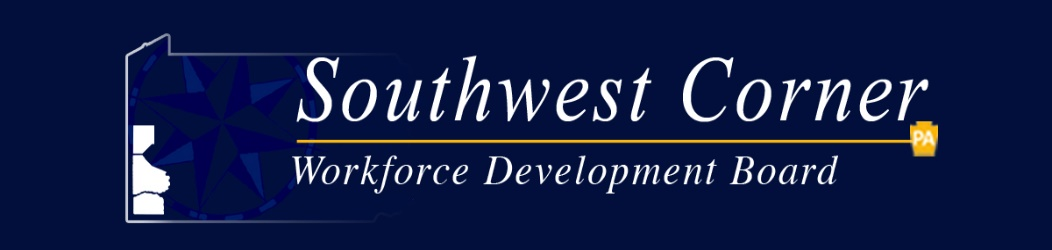 Southwest Corner
PA
Workforce Development Board